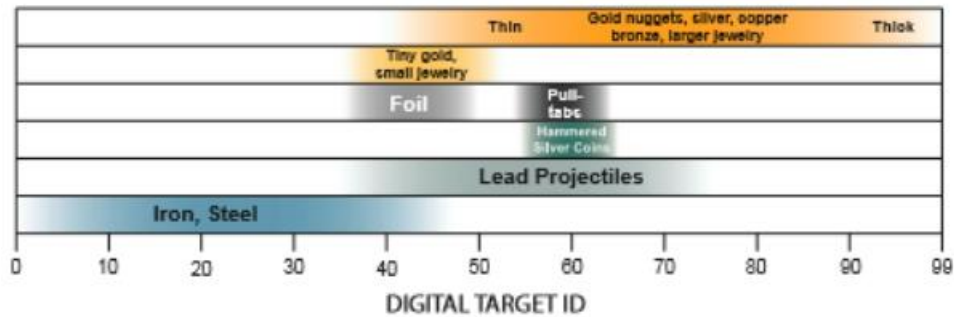 Thin
Gold nuggets, silver, copper
bronze, larger jewelry
Thick
Tiny gold,
small jewelry
Foil
Pull-
tabs
Hammered
Silver Coins
Lead Projectiles
Iron, Steel
0 10 20 30 40 50 60 70 80 90 99
DIGITAL TARGET ID